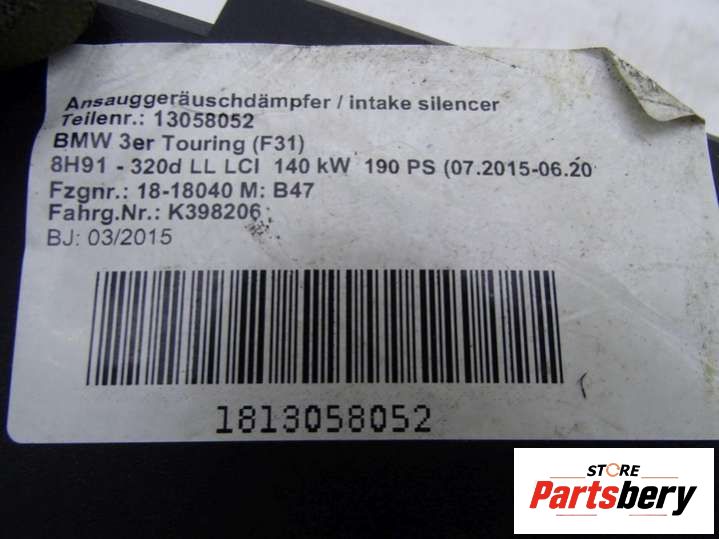 Ansauggeräuschdämpfer / intake silencer
Teilenr.: 13058052
BMW 3er Touring (F31)
8H91 - 320d LL LCI 140 kW 190 PS (07.2015-06.20
Fzgnr.: 18-18040 M: B47
Fahrg.Nr.: K398206
BJ: 03/2015
1813058052
STORE
Partsbery